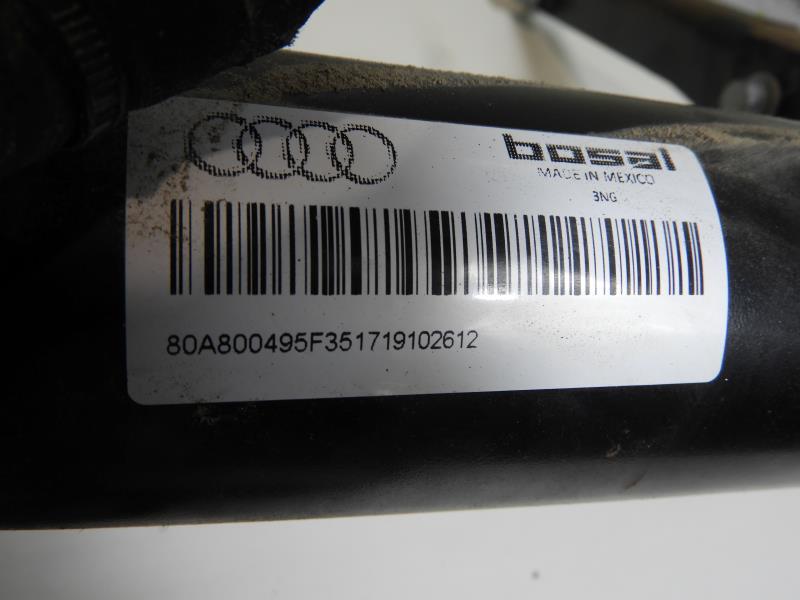 bosal
MADE IN MEXICO
3NG
80A800495F351719102612